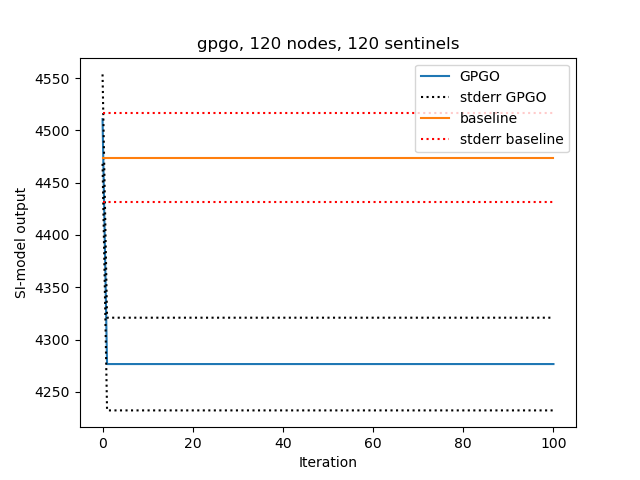 gpgo, 120 nodes, 120 sentinels
GPGO
stderr GPGO
baseline
stderr baseline
SI-model output
4550
4500
4450
4400
4350
4300
4250
0 20 40 60 80 100
Iteration